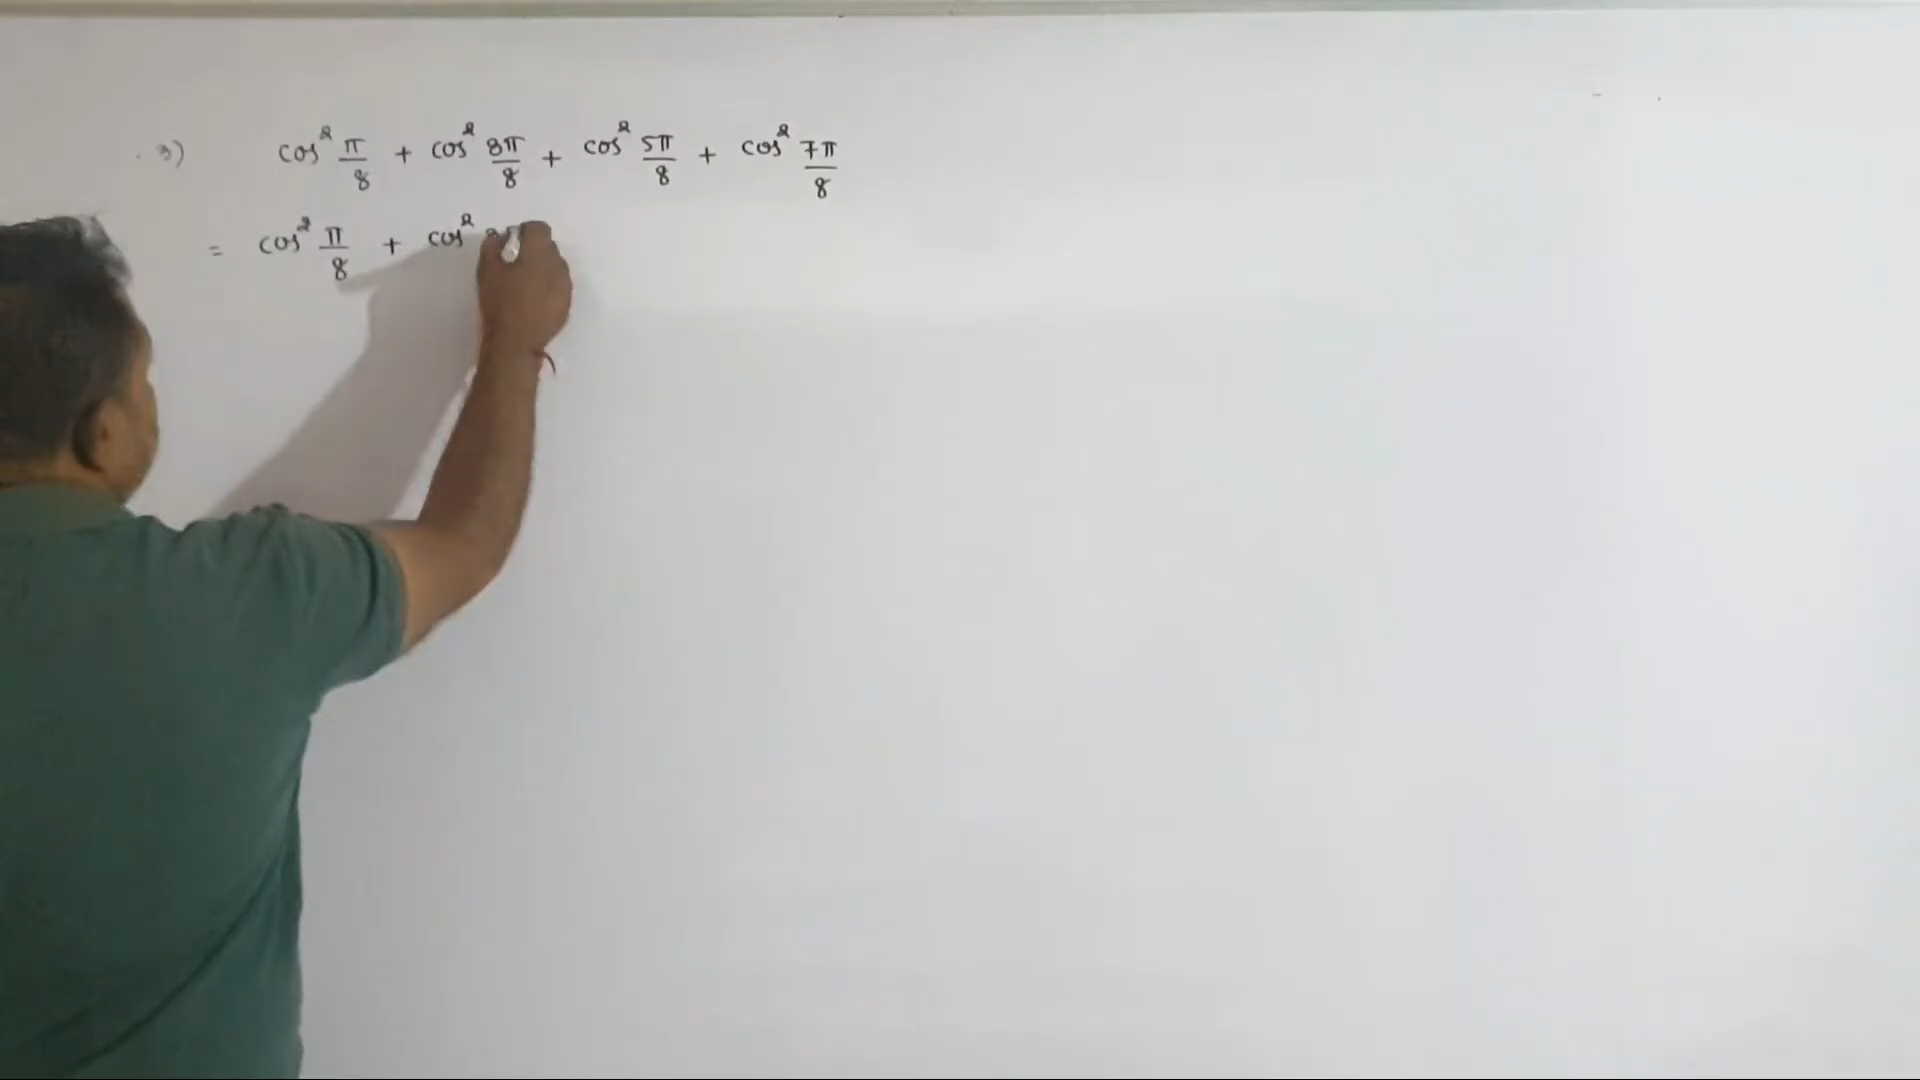 3) cos² π/8 + cos² 3π/8 + cos² 5π/8 + cos² 7π/8
= cos² π/8 + cos²